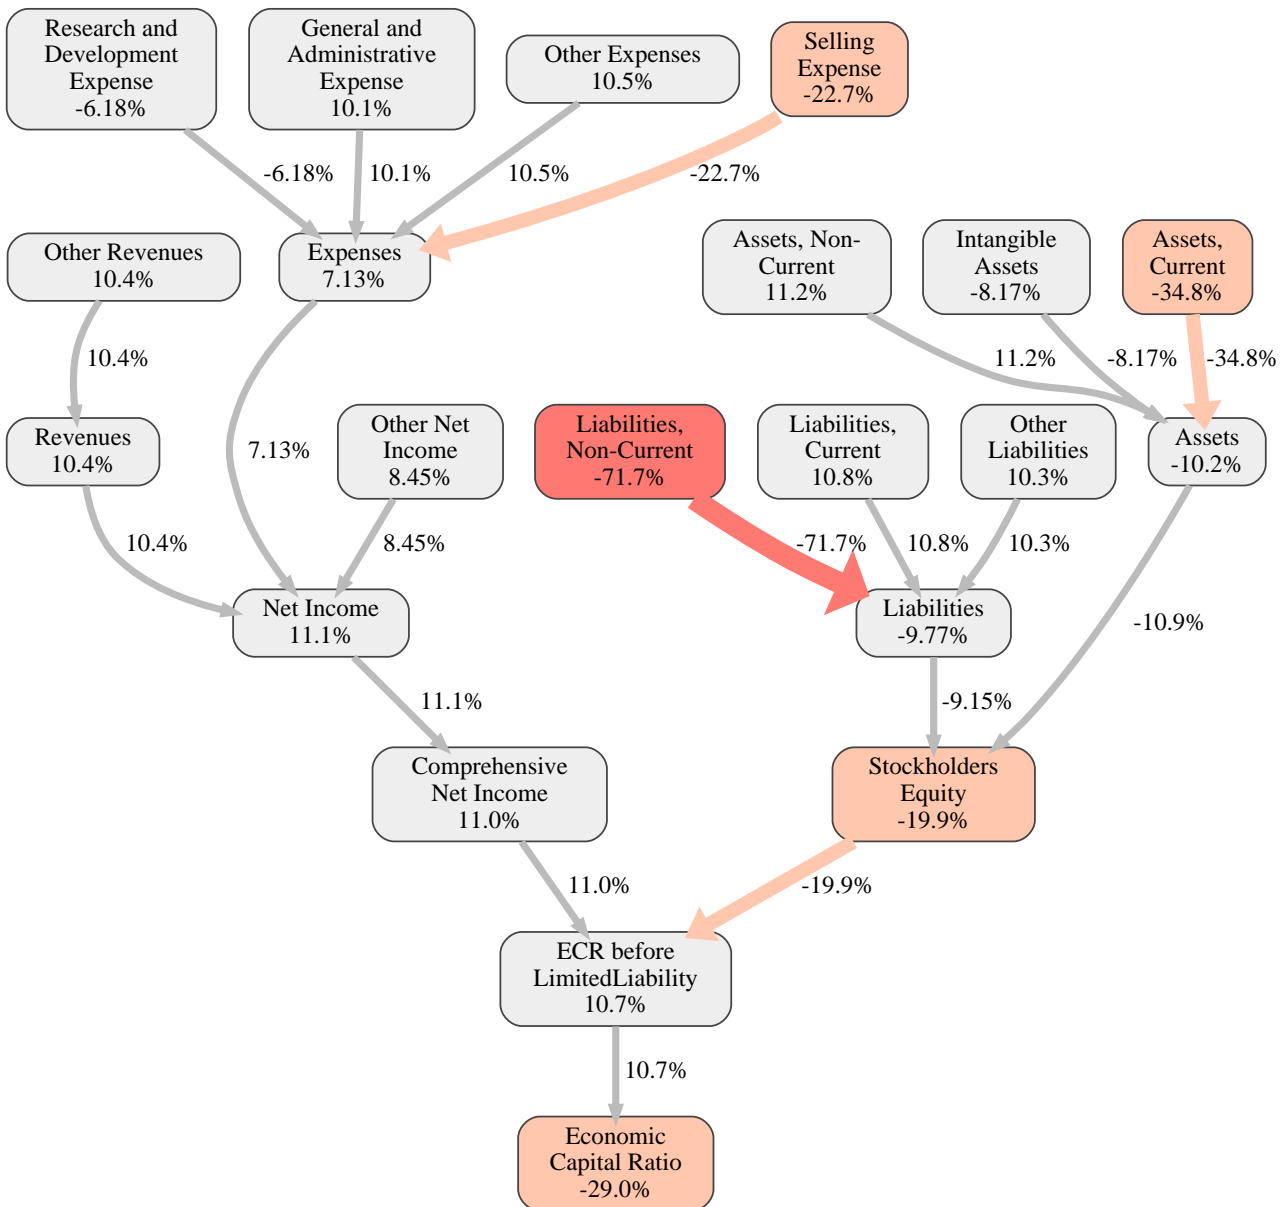 Research and
Development
Expense
-6.18%
General and
Administrative
Expense
10.1%
Other Expenses
10.5%
Selling
Expense
-22.7%
-6.18%
10.1%
10.5%
-22.7%
Other Revenues
10.4%
Expenses
7.13%
Assets, Non-
Current
11.2%
Intangible
Assets
-8.17%
Assets,
Current
-34.8%
10.4%
11.2%
-8.17%
-34.8%
Revenues
10.4%
7.13%
Other Net
Income
8.45%
Liabilities,
Non-Current
-71.7%
Liabilities,
Current
10.8%
Other
Liabilities
10.3%
Assets
-10.2%
10.4%
8.45%
-71.7%
10.8%
10.3%
Net Income
11.1%
Liabilities
-9.77%
-10.9%
11.1%
-9.15%
Comprehensive
Net Income
11.0%
Stockholders
Equity
-19.9%
11.0%
-19.9%
ECR before
LimitedLiability
10.7%
10.7%
Economic
Capital Ratio
-29.0%